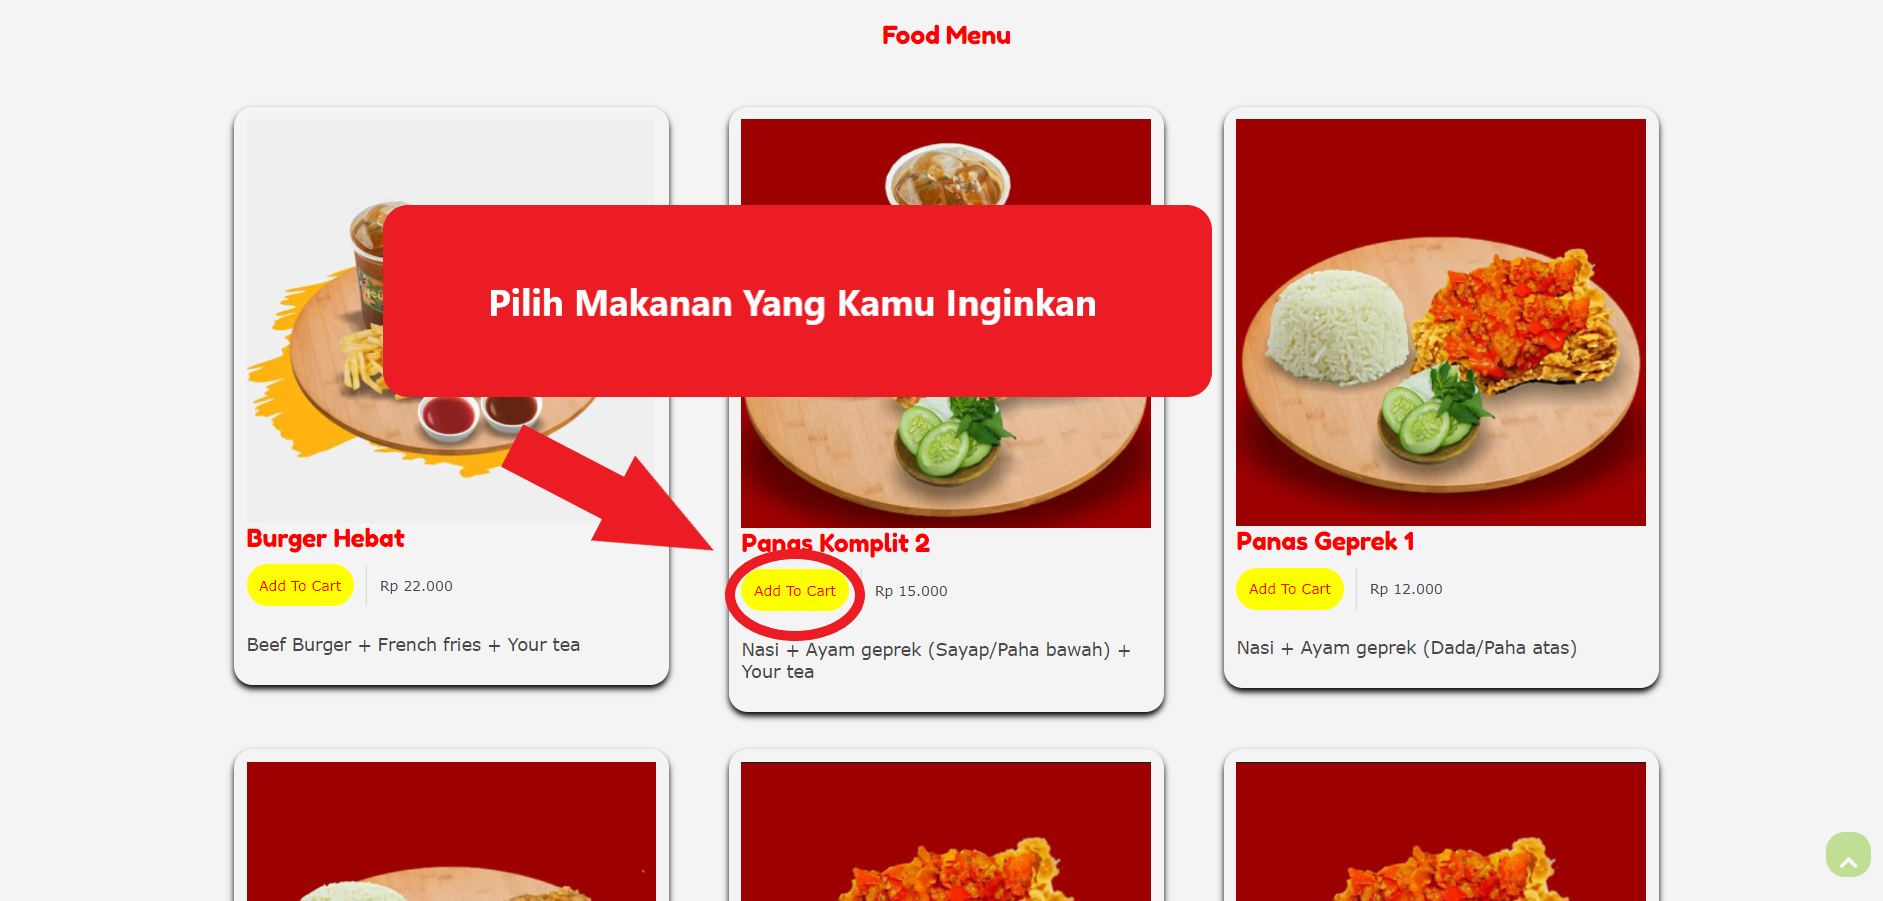 Food Menu
Pilih Makanan Yang Kamu Inginkan
Burger Hebat
Add To Cart
Rp 22.000
Beef Burger + French fries + Your tea
Panas Komplit 2
Add To Cart
Rp 15.000
Nasi + Ayam geprek (Sayap/Paha bawah) +
Your tea
Panas Geprek 1
Add To Cart
Rp 12.000
Nasi + Ayam geprek (Dada/Paha atas)